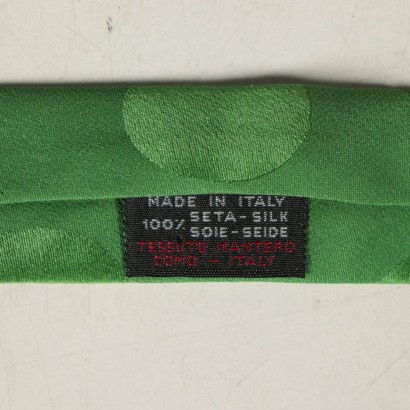 MADE IN ITALY
100% SETA-SILK
SOIE-SEIDE
TESSUTO MANTERO
COMO - ITALY